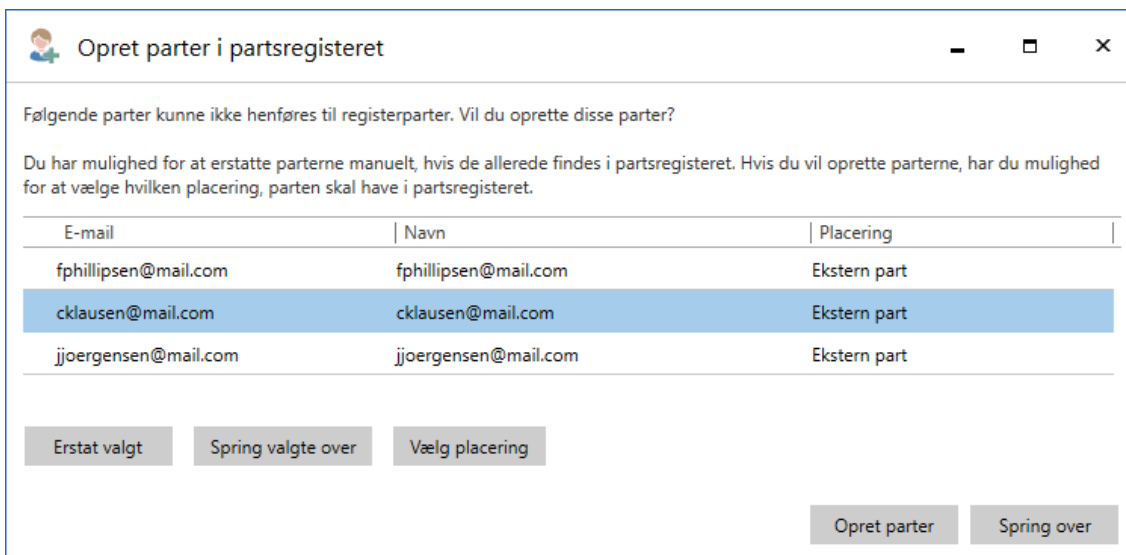 Opret parter i partsregisteret
Følgende parter kunne ikke henføres til registerparter. Vil du oprette disse parter?
Du har mulighed for at erstatte parterne manuelt, hvis de allerede findes i partsregisteret. Hvis du vil oprette parterne, har du mulighed
for at vælge hvilken placering, parten skal have i partsregisteret.
E-mail Navn Placering
fphillipsen@mail.com fphillipsen@mail.com Ekstern part
cklausen@mail.com cklausen@mail.com Ekstern part
jjoergensen@mail.com jjoergensen@mail.com Ekstern part
Erstat valgt Spring valgte over Vælg placering
Opret parter Spring over